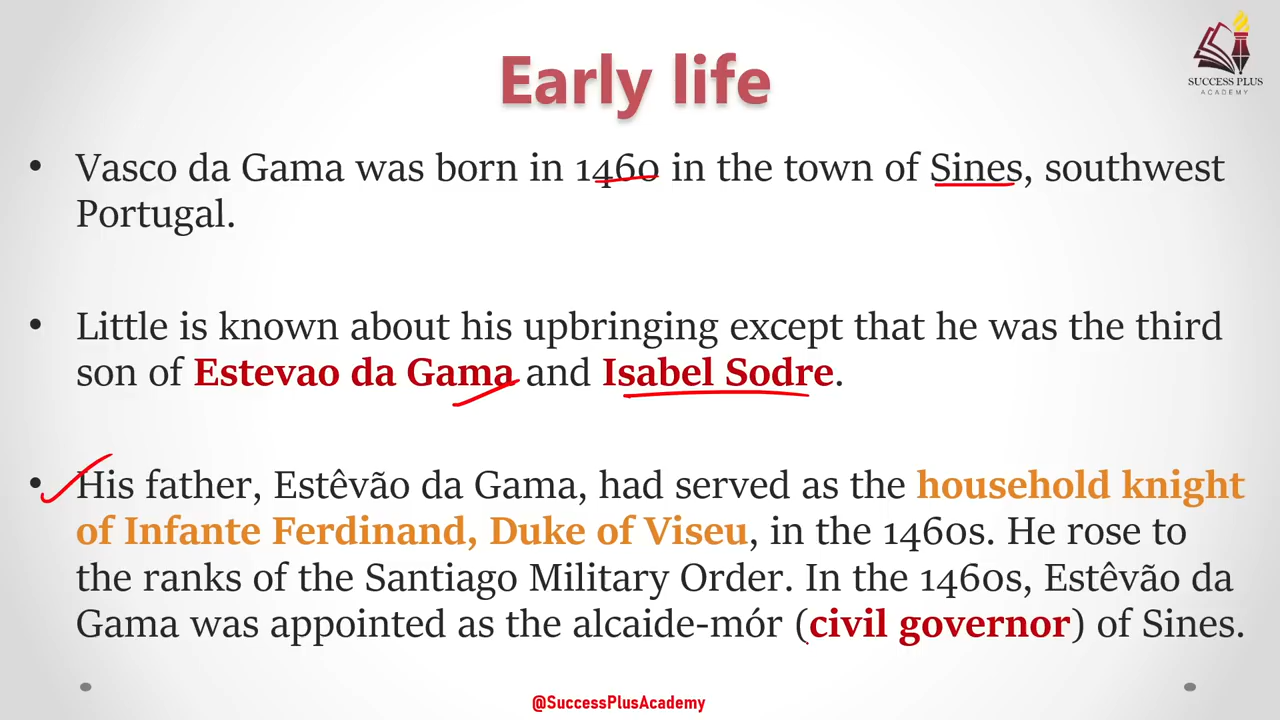 SUCCESS PLUS
ACADEMY
Early life
• Vasco da Gama was born in 1460 in the town of Sines, southwest
Portugal.
• Little is known about his upbringing except that he was the third
son of Estevao da Gama and Isabel Sodre.
• His father, Estêvão da Gama, had served as the household knight
of Infante Ferdinand, Duke of Viseu, in the 1460s. He rose to
the ranks of the Santiago Military Order. In the 1460s, Estêvão da
Gama was appointed as the alcaide-mór (civil governor) of Sines.
@SuccessPlusAcademy